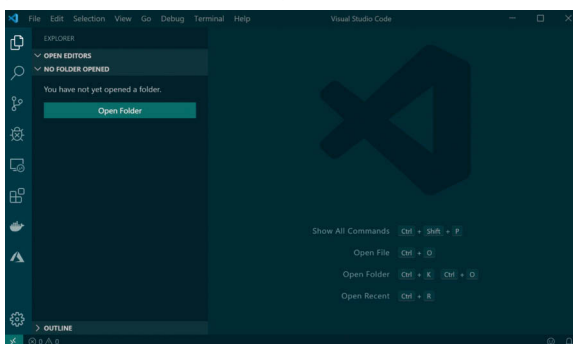 File Edit Selection View Go Debug Terminal Help Visual Studio Code
EXPLORER
OPEN EDITORS
NO FOLDER OPENED
You have not yet opened a folder.
Open Folder
Show All Commands Ctrl + Shift + P
Open File Ctrl + O
Open Folder Ctrl + K Ctrl + O
Open Recent Ctrl + R
OUTLINE
0 0